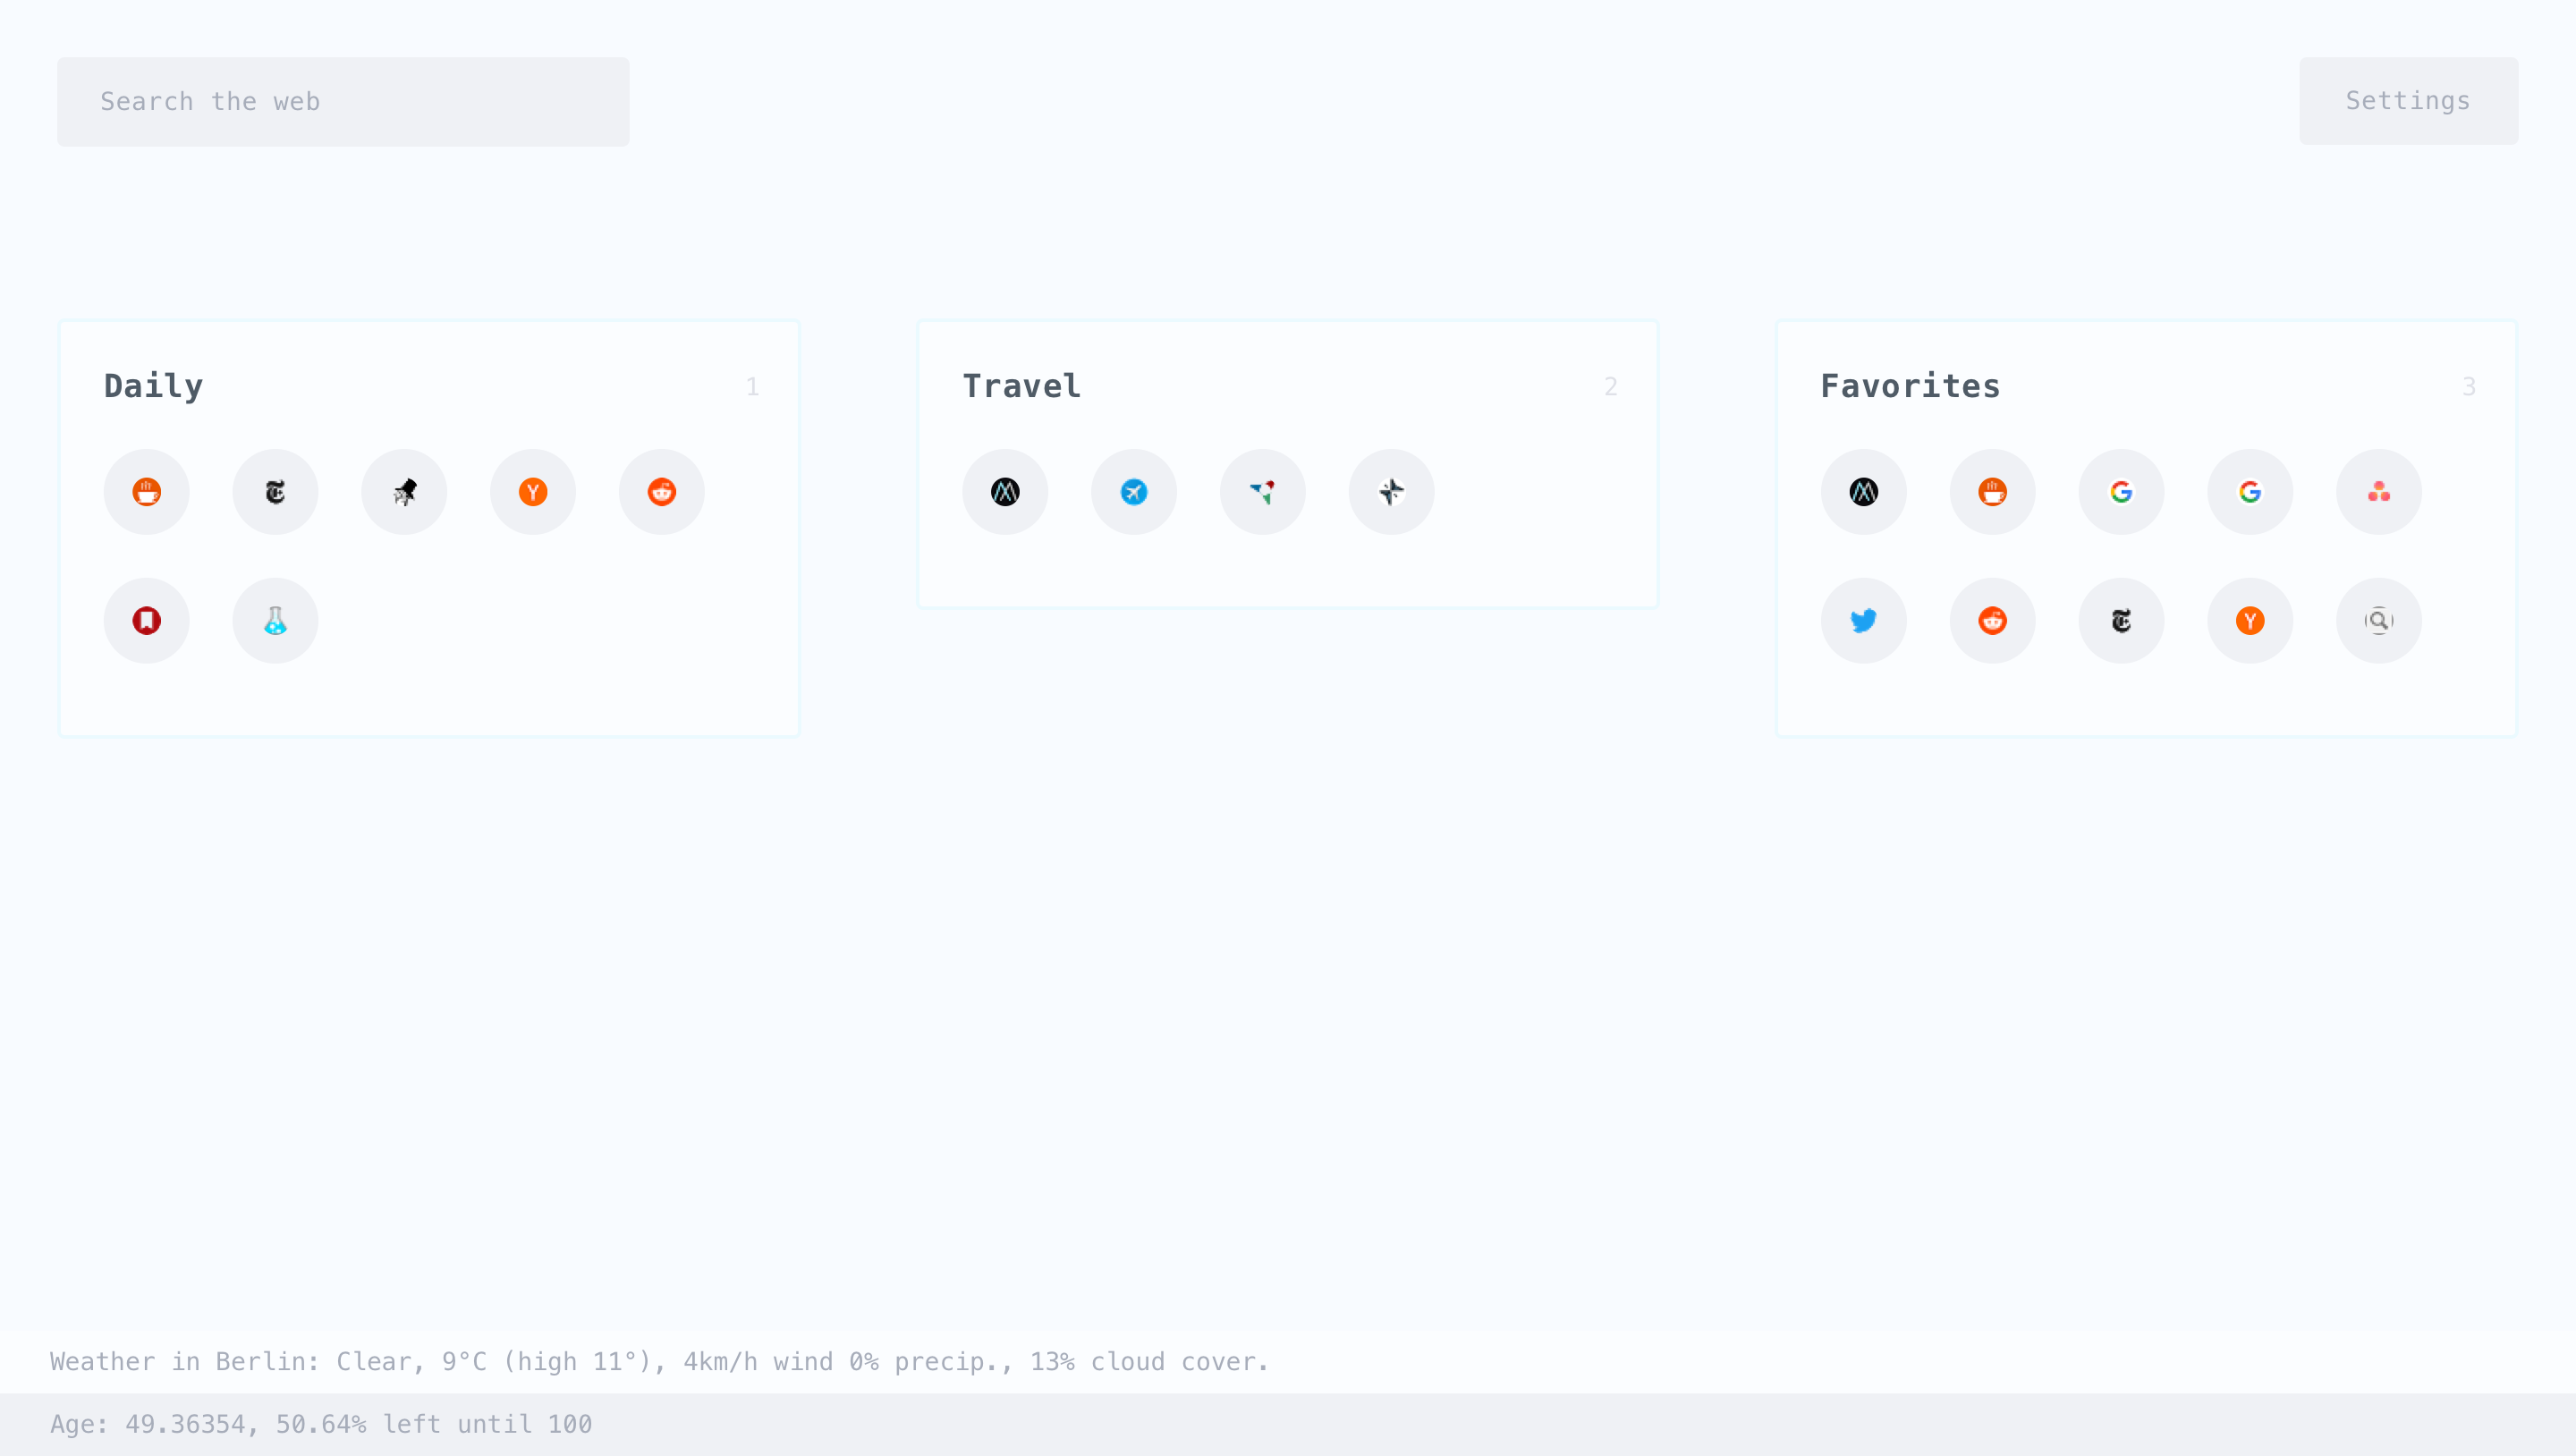 Search the web
Settings
Daily 1
Travel 2
Favorites 3
Weather in Berlin: Clear, 9°C (high 11°), 4km/h wind 0% precip., 13% cloud cover.
Age: 49.36354, 50.64% left until 100